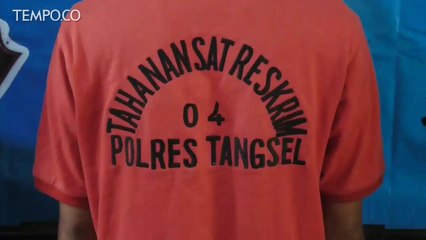 TEMPO.CO
TAHANAN SAT RESKRIM
04
POLRES TANGSEL